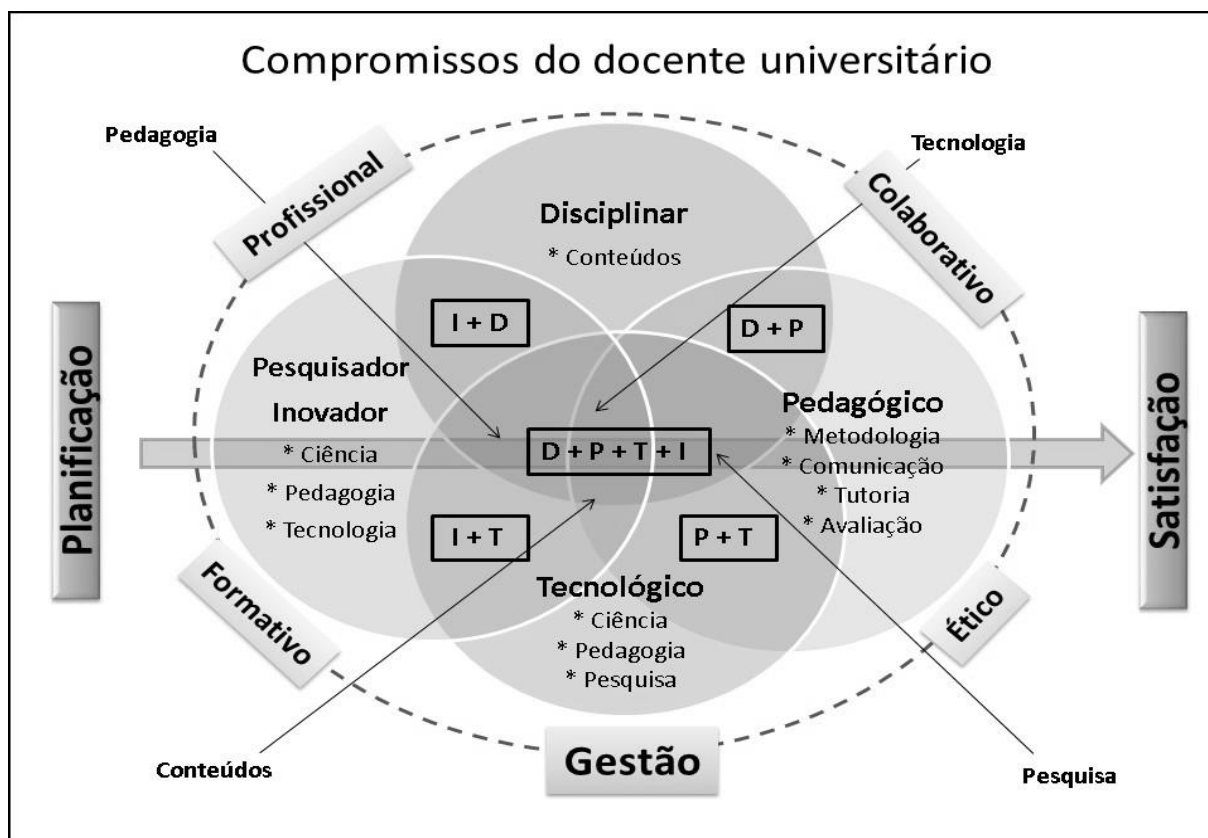 Compromissos do docente universitário
Pedagogia
Tecnologia
Profissional
Colaborativo
Disciplinar
* Conteúdos
I + D
D + P
Planificação
Pesquisador
Inovador
* Ciência
* Pedagogia
* Tecnologia
Pedagógico
* Metodologia
* Comunicação
* Tutoria
* Avaliação
D + P + T + I
Satisfação
I + T
P + T
Tecnológico
* Ciência
* Pedagogia
* Pesquisa
Formativo
Ético
Gestão
Conteúdos
Pesquisa